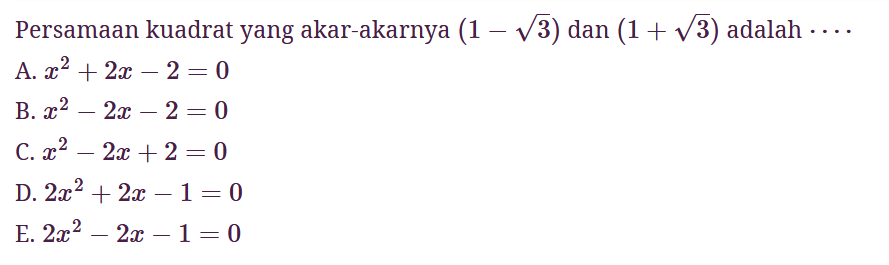 Persamaan kuadrat yang akar-akarnya (1 − √3) dan (1 + √3) adalah ····
A. x² + 2x − 2 = 0
B. x² − 2x − 2 = 0
C. x² − 2x + 2 = 0
D. 2x² + 2x − 1 = 0
E. 2x² − 2x − 1 = 0